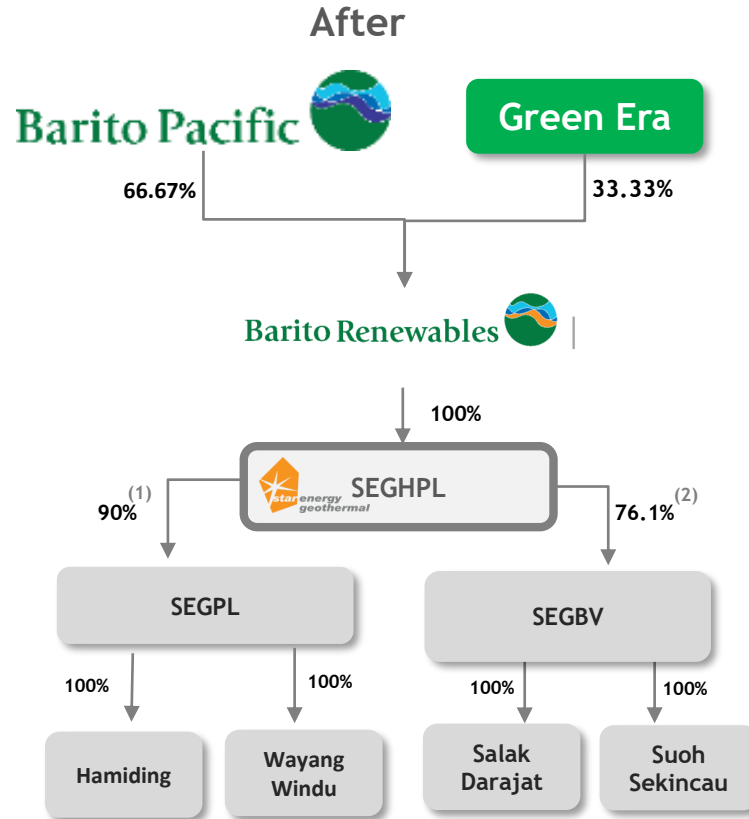 After
Barito Pacific
Green Era
66.67%
33.33%
Barito Renewables
100%
star energy
geothermal
SEGHPL
90%(1)
76.1%(2)
SEGPL
SEGBV
100%
100%
100%
100%
Hamiding
Wayang
Windu
Salak
Darajat
Suoh
Sekincau